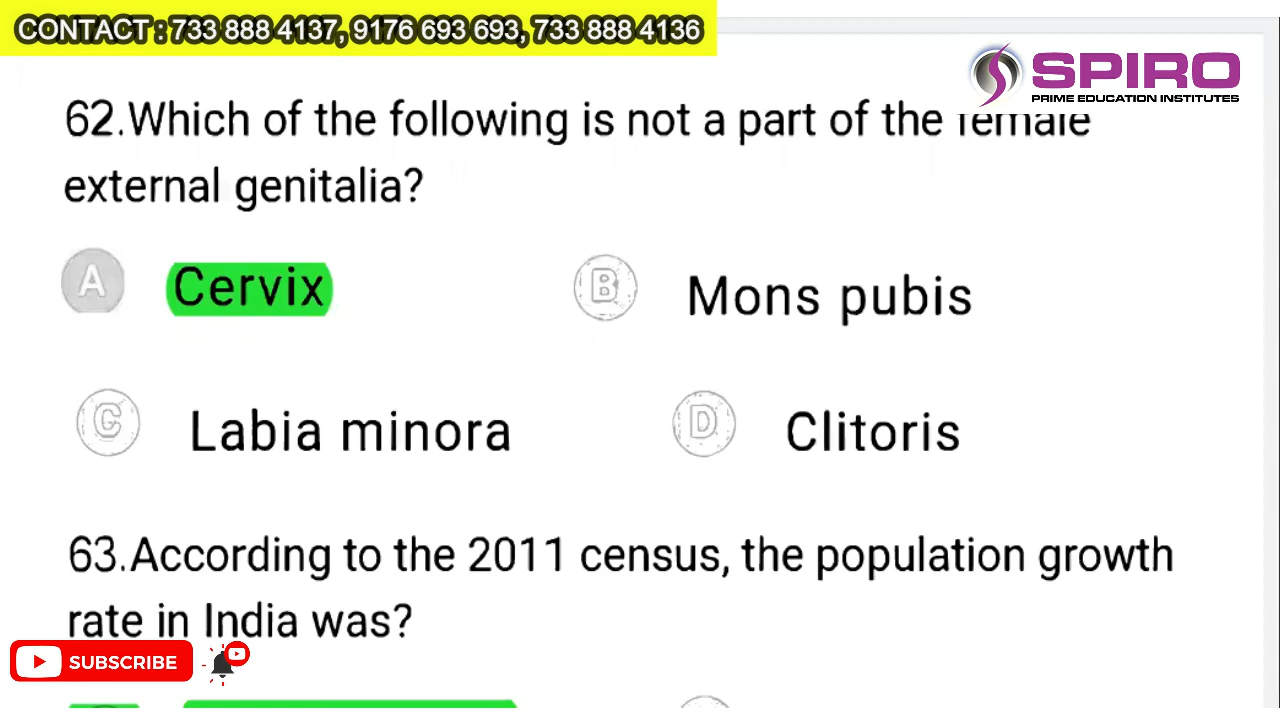 CONTACT : 733 888 4137, 9176 693 693, 733 888 4136
SPIRO
PRIME EDUCATION INSTITUTES
62.Which of the following is not a part of the female
external genitalia?
A Cervix
B Mons pubis
C Labia minora
D Clitoris
63.According to the 2011 census, the population growth
rate in India was?
SUBSCRIBE